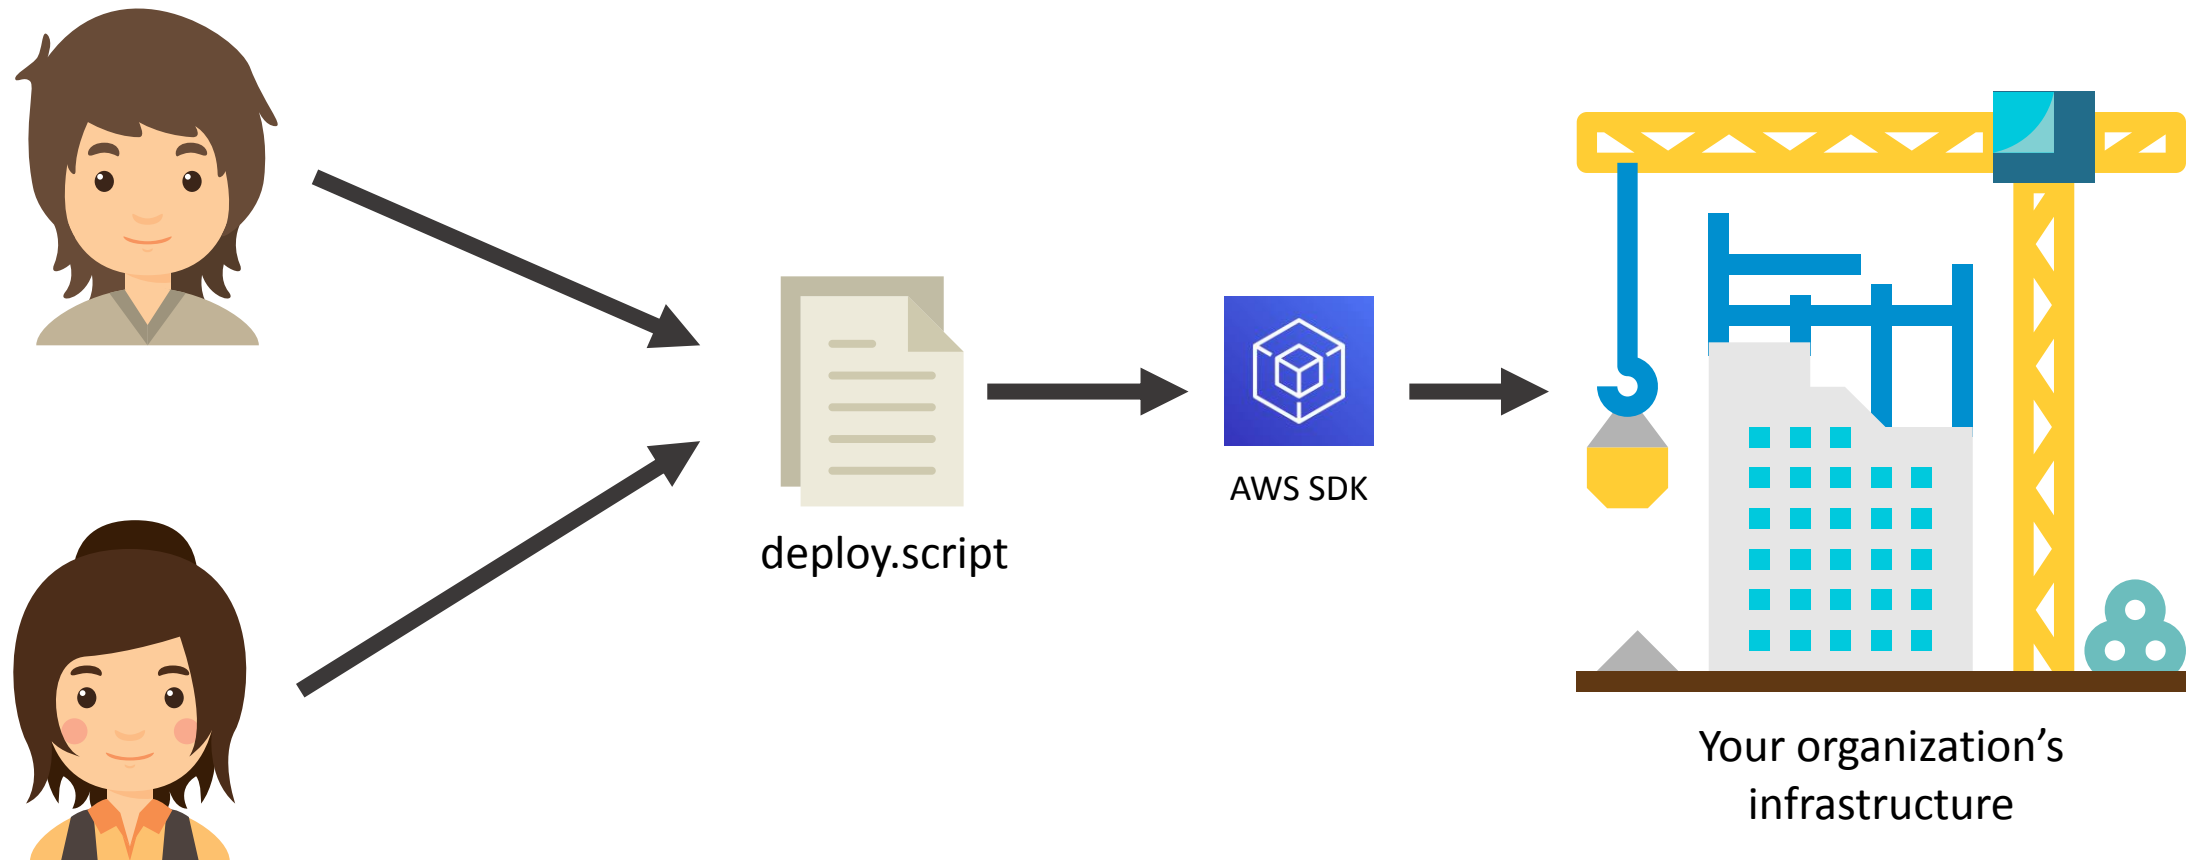 deploy.script
AWS SDK
Your organization’s
infrastructure